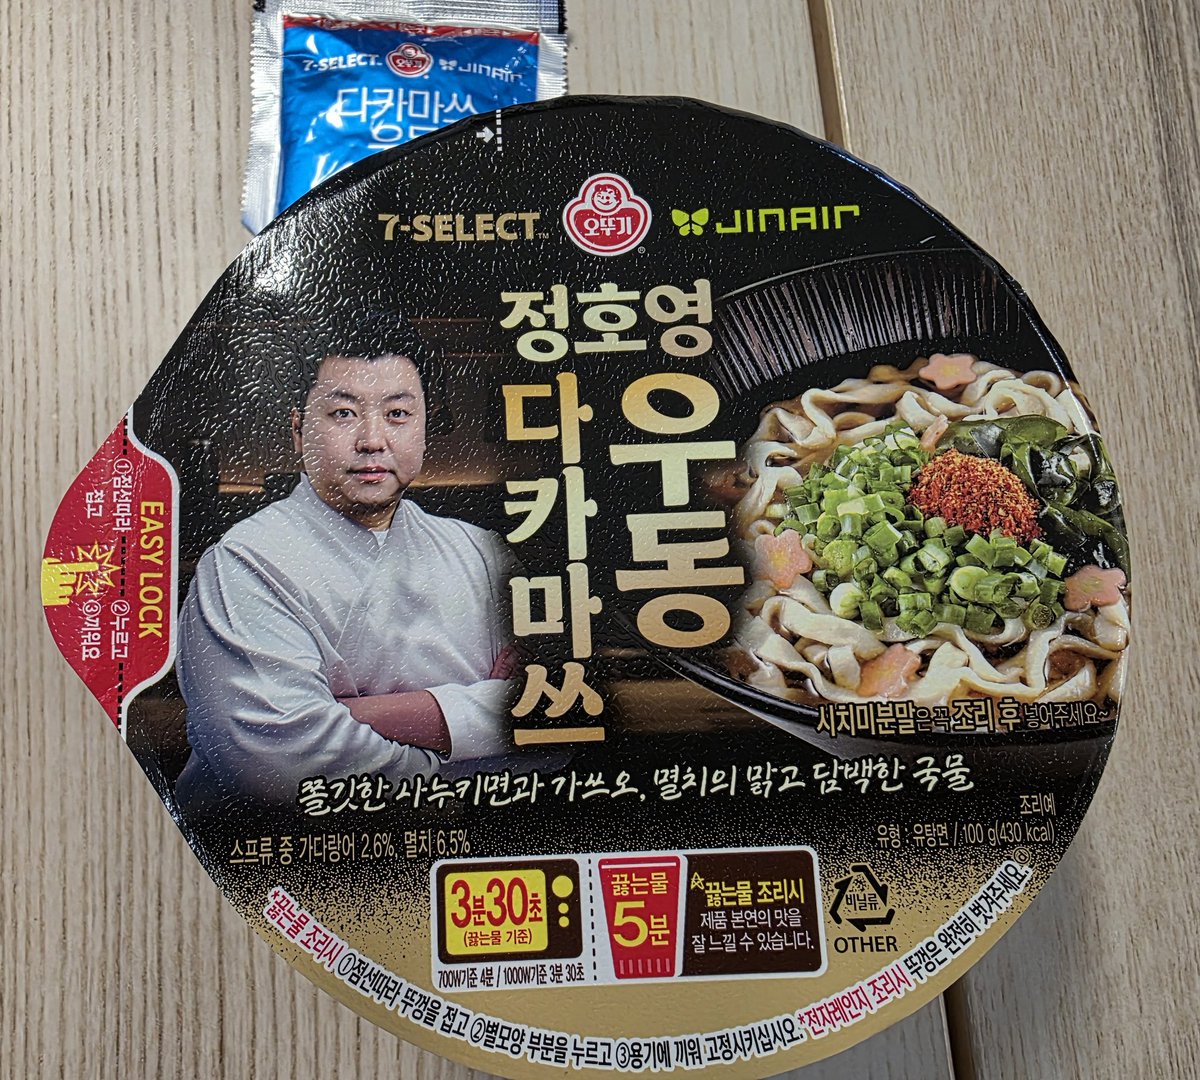 7-SELECT 오뚜기 JINAIR
다카마쓰
7-SELECT™ 오뚜기® JINAIR
정호영
다카마쓰
우동
EASY LOCK
①점선따라 접고
②누르고
③끼워요
시치미분말은 꼭 조리 후 넣어주세요~
쫄깃한 사누키면과 가쓰오, 멸치의 맑고 담백한 국물
조리예
스프류 중 가다랑어 2.6%, 멸치 6.5%
유형 : 유탕면 / 100 g(430 kcal)
3분30초
(끓는물 기준)
700W기준 4분 / 1000W기준 3분 30초
끓는물
5분
끓는물 조리시
제품 본연의 맛을
잘 느낄 수 있습니다.
비닐류
OTHER
*끓는물 조리시 ①점선따라 뚜껑을 접고 ②별모양 부분을 누르고 ③용기에 끼워 고정시키십시오. *전자레인지 조리시 뚜껑은 완전히 벗겨주세요.